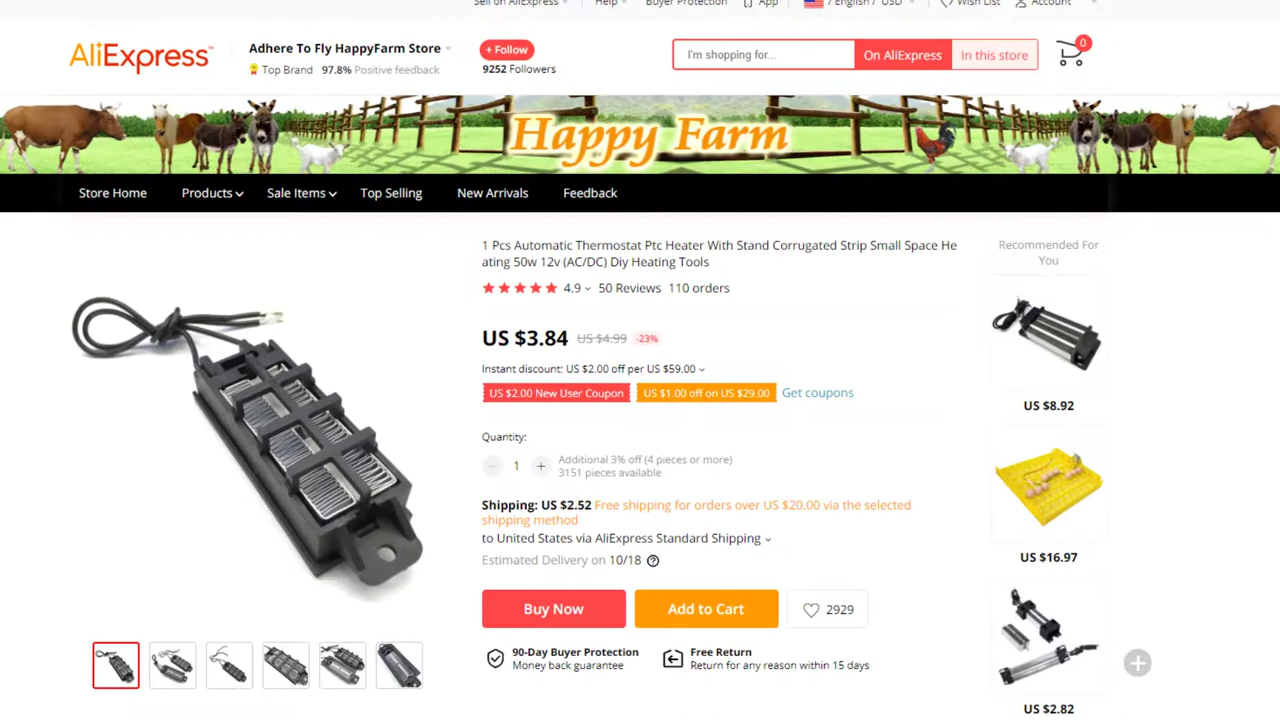 Sell on AliExpress
Help
Buyer Protection
App
/ English / USD
Wish List
Account
AliExpress
Adhere To Fly HappyFarm Store
Top Brand 97.8% Positive feedback
+ Follow
9252 Followers
I'm shopping for...
On AliExpress
In this store
0
Happy Farm
Store Home
Products
Sale Items
Top Selling
New Arrivals
Feedback
1 Pcs Automatic Thermostat Ptc Heater With Stand Corrugated Strip Small Space He
ating 50w 12v (AC/DC) Diy Heating Tools
4.9 50 Reviews 110 orders
US $3.84 US $4.99 -23%
Instant discount: US $2.00 off per US $59.00
US $2.00 New User Coupon
US $1.00 off on US $29.00
Get coupons
Quantity:
1
Additional 3% off (4 pieces or more)
3151 pieces available
Shipping: US $2.52 Free shipping for orders over US $20.00 via the selected
shipping method
to United States via AliExpress Standard Shipping
Estimated Delivery on 10/18
Buy Now
Add to Cart
2929
90-Day Buyer Protection
Money back guarantee
Free Return
Return for any reason within 15 days
Recommended For
You
US $8.92
US $16.97
US $2.82